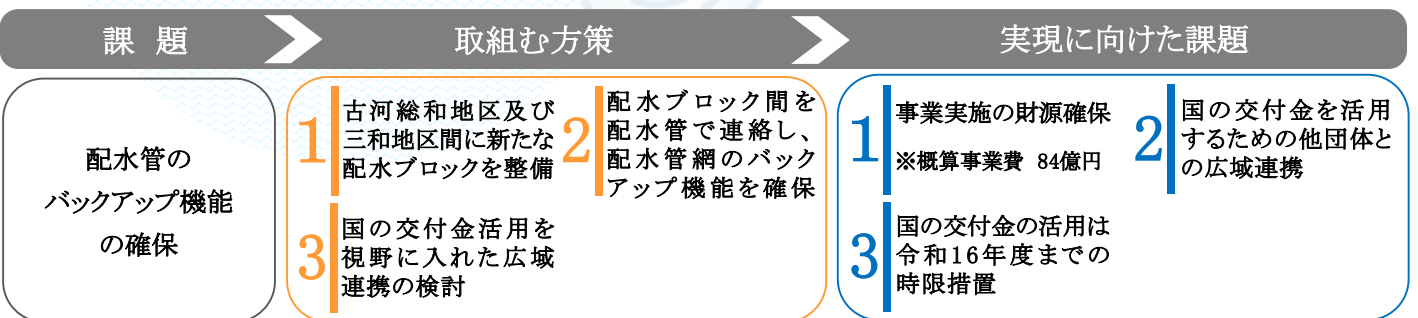 課 題
取組む方策
実現に向けた課題
配水管の
バックアップ機能
の確保
1
古河総和地区及び
三和地区間に新たな
配水ブロックを整備
2
配水ブロック間を
配水管で連絡し、
配水管網のバック
アップ機能を確保
3
国の交付金活用を
視野に入れた広域
連携の検討
1
事業実施の財源確保
※概算事業費 84億円
2
国の交付金を活用
するための他団体と
の広域連携
3
国の交付金の活用は
令和16年度までの
時限措置